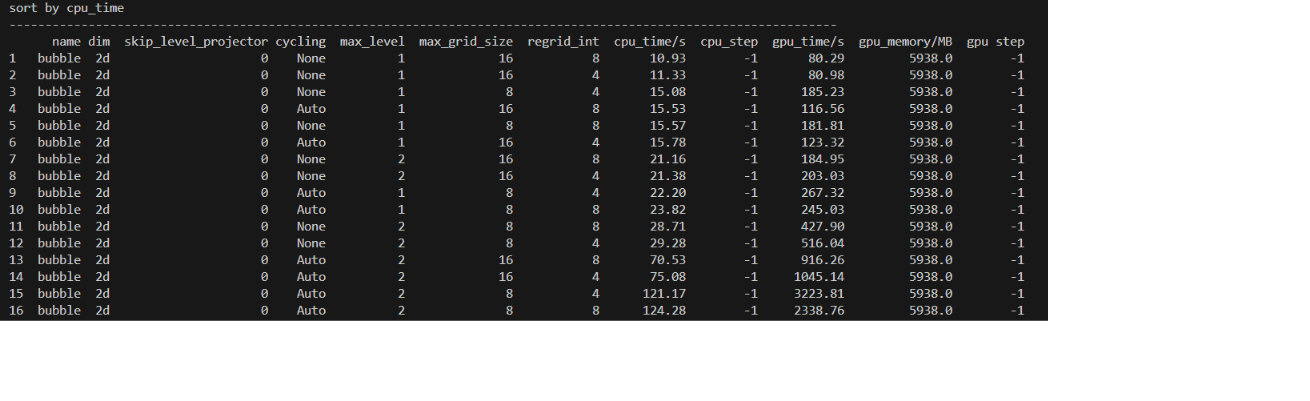 sort by cpu_time
--------------------------------------------------------------------------------------------------------------------
name dim skip_level_projector cycling max_level max_grid_size regrid_int cpu_time/s cpu_step gpu_time/s gpu_memory/MB gpu step
1 bubble 2d 0 None 1 16 8 10.93 -1 80.29 5938.0 -1
2 bubble 2d 0 None 1 16 4 11.33 -1 80.98 5938.0 -1
3 bubble 2d 0 None 1 8 4 15.08 -1 185.23 5938.0 -1
4 bubble 2d 0 Auto 1 16 8 15.53 -1 116.56 5938.0 -1
5 bubble 2d 0 None 1 8 8 15.57 -1 181.81 5938.0 -1
6 bubble 2d 0 Auto 1 16 4 15.78 -1 123.32 5938.0 -1
7 bubble 2d 0 None 2 16 8 21.16 -1 184.95 5938.0 -1
8 bubble 2d 0 None 2 16 4 21.38 -1 203.03 5938.0 -1
9 bubble 2d 0 Auto 1 8 4 22.20 -1 267.32 5938.0 -1
10 bubble 2d 0 Auto 1 8 8 23.82 -1 245.03 5938.0 -1
11 bubble 2d 0 None 2 8 8 28.71 -1 427.90 5938.0 -1
12 bubble 2d 0 None 2 8 4 29.28 -1 516.04 5938.0 -1
13 bubble 2d 0 Auto 2 16 8 70.53 -1 916.26 5938.0 -1
14 bubble 2d 0 Auto 2 16 4 75.08 -1 1045.14 5938.0 -1
15 bubble 2d 0 Auto 2 8 4 121.17 -1 3223.81 5938.0 -1
16 bubble 2d 0 Auto 2 8 8 124.28 -1 2338.76 5938.0 -1